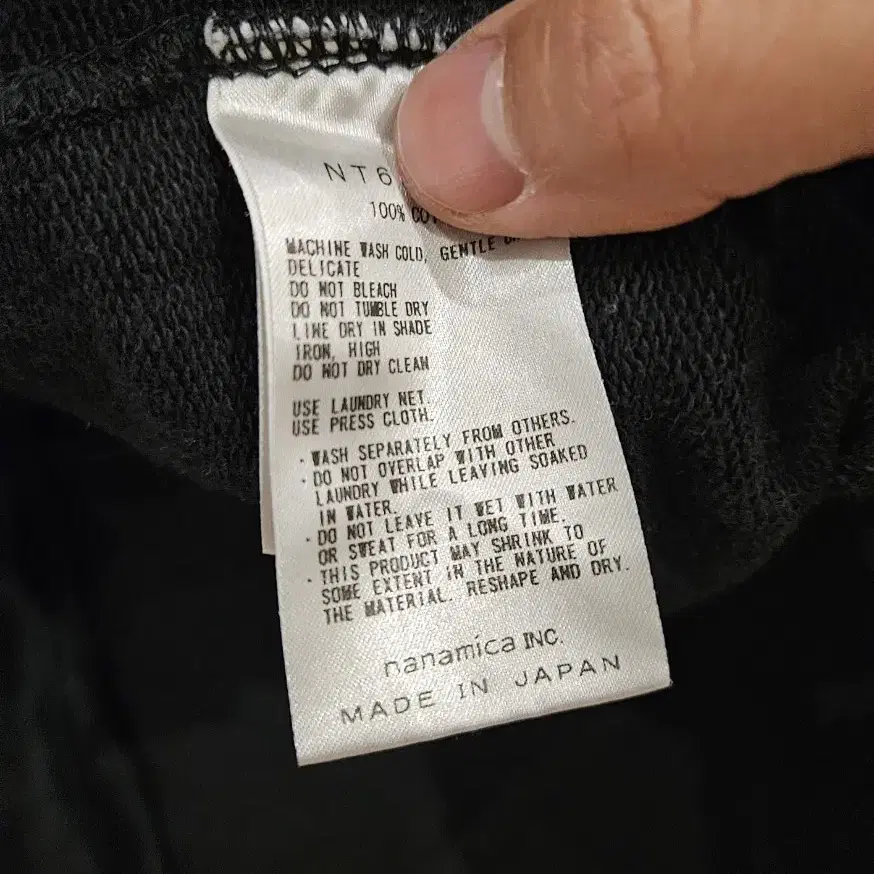 NT6
100%
MACHINE WASH COLD, GENTLE
DELICATE
DO NOT BLEACH
DO NOT TUMBLE DRY
LINE DRY IN SHADE
IRON, HIGH
DO NOT DRY CLEAN
USE LAUNDRY NET
USE PRESS CLOTH.
· WASH SEPARATELY FROM OTHERS.
· DO NOT OVERLAP WITH OTHER
LAUNDRY WHILE LEAVING SOAKED
IN WATER.
· DO NOT LEAVE IT WET WITH WATER
OR SWEAT FOR A LONG TIME.
· THIS PRODUCT MAY SHRINK TO
SOME EXTENT IN THE NATURE OF
THE MATERIAL. RESHAPE AND DRY.
nanamica INC.
MADE IN JAPAN